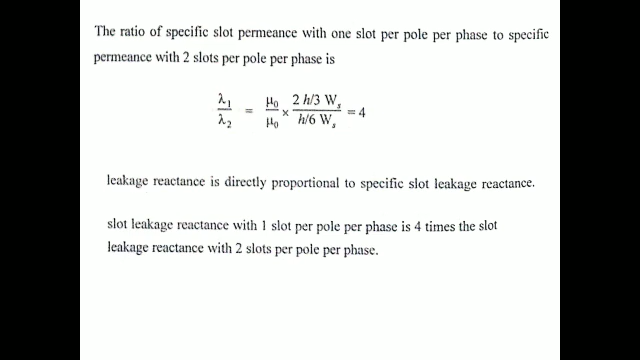 The ratio of specific slot permeance with one slot per pole per phase to specific
permeance with 2 slots per pole per phase is
λ₁/λ₂ = μ₀/μ₀ × (2 h/3 Wₛ)/(h/6 Wₛ) = 4
leakage reactance is directly proportional to specific slot leakage reactance.
slot leakage reactance with 1 slot per pole per phase is 4 times the slot
leakage reactance with 2 slots per pole per phase.